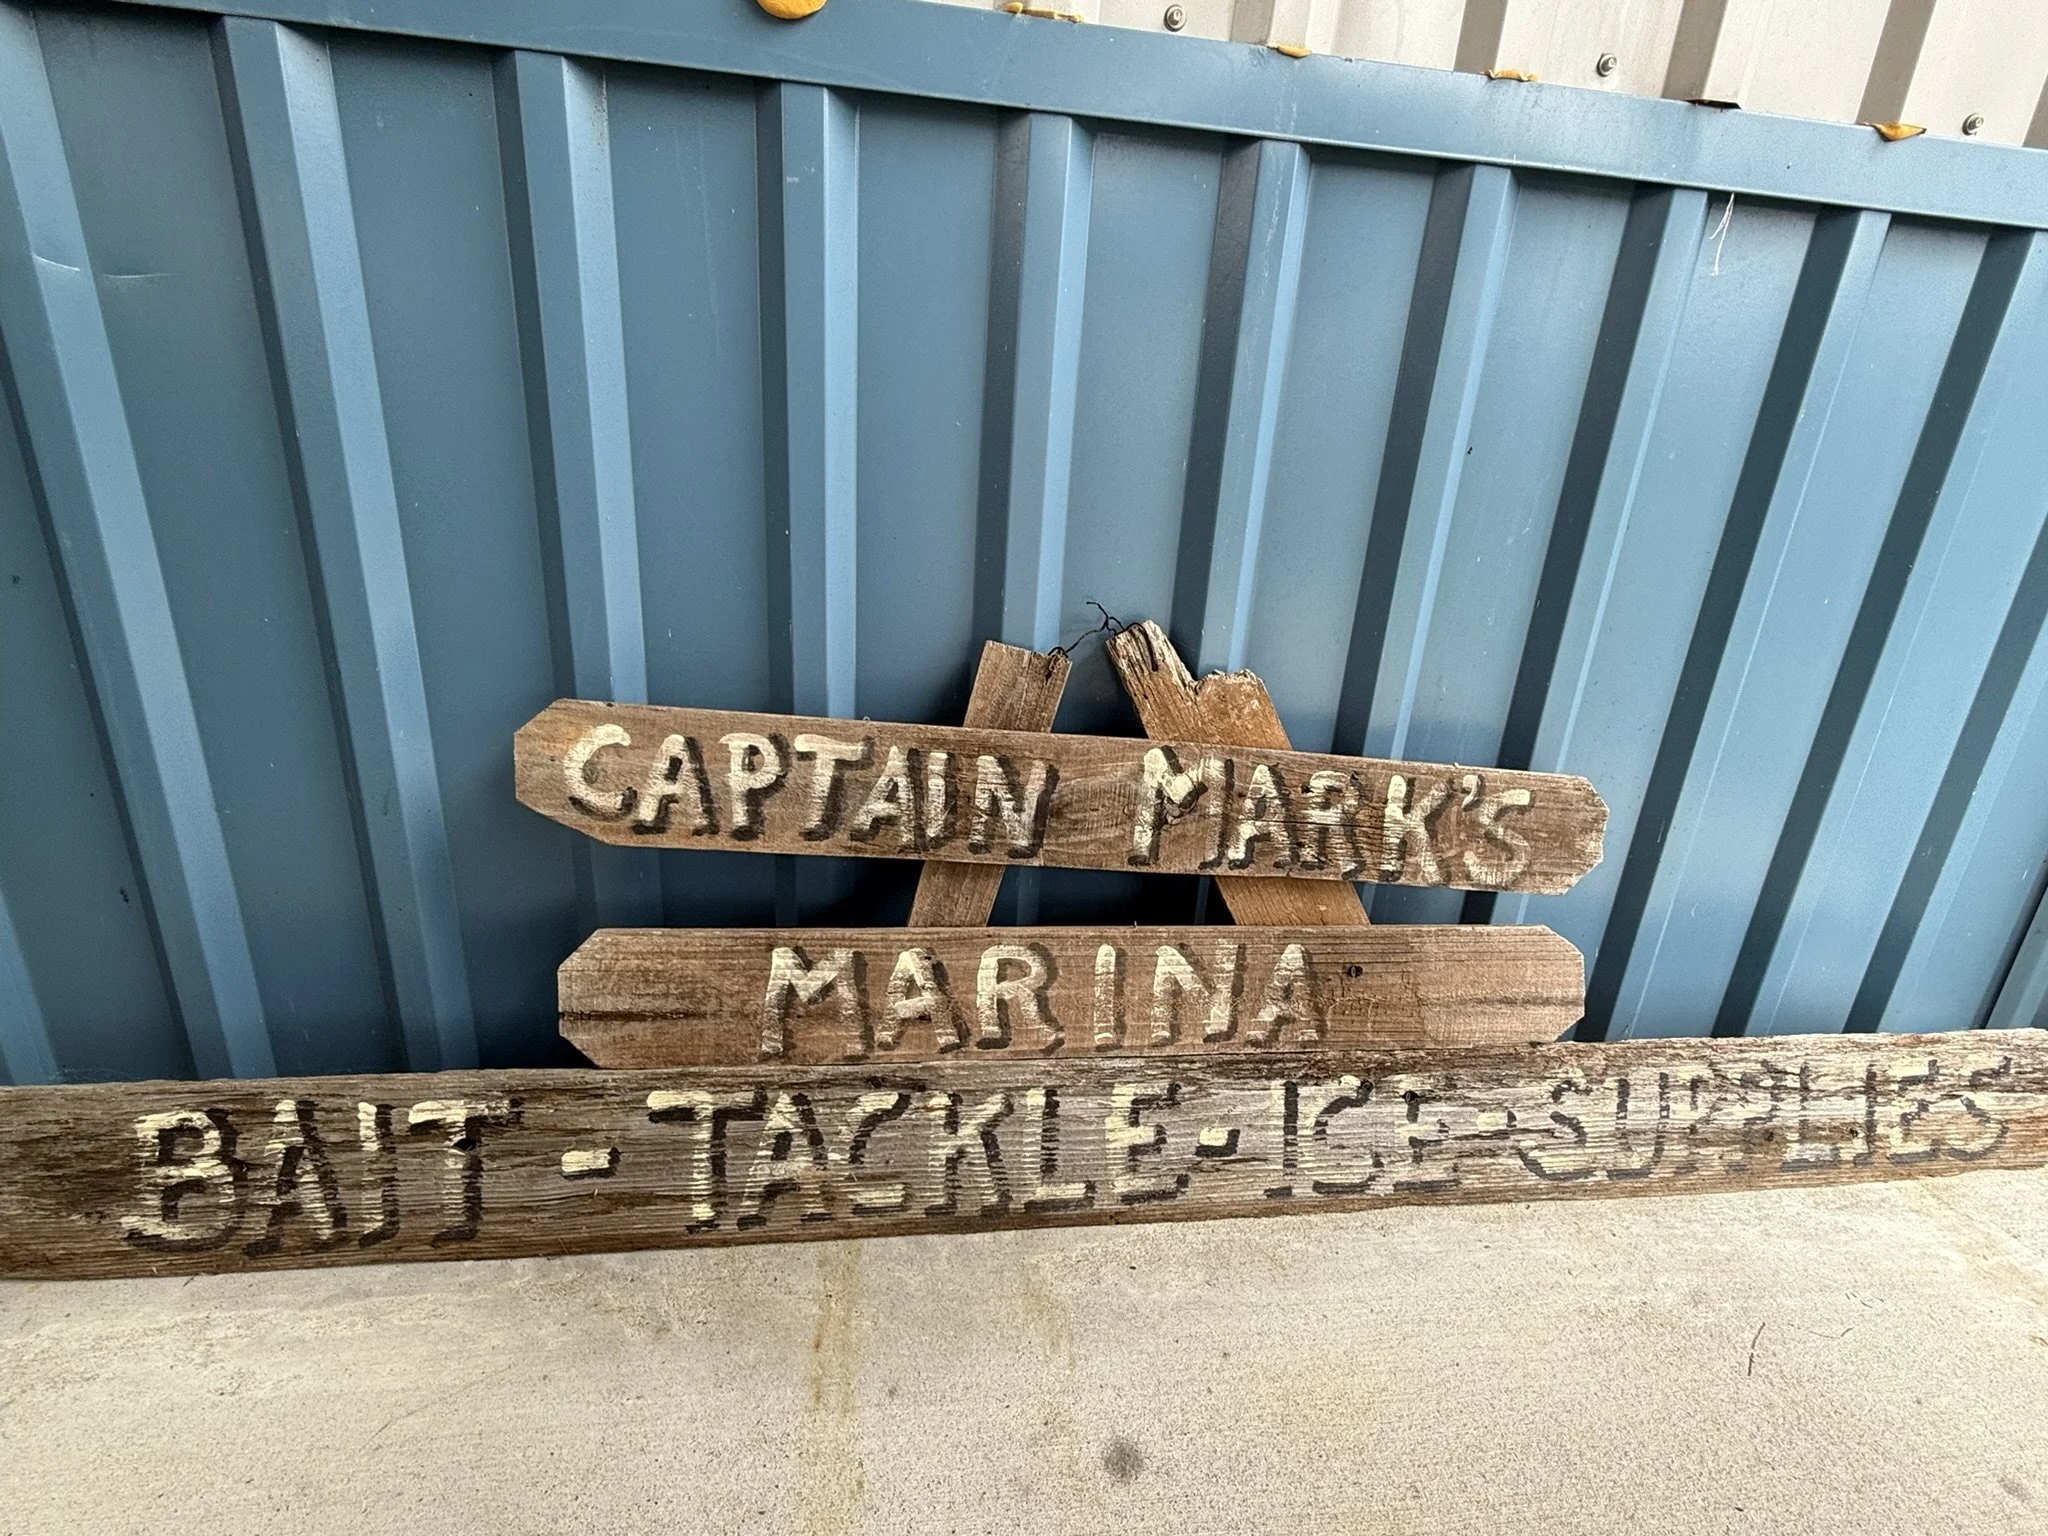 CAPTAIN MARK'S
MARINA
BAIT - TACKLE - ICE - SUPPLIES